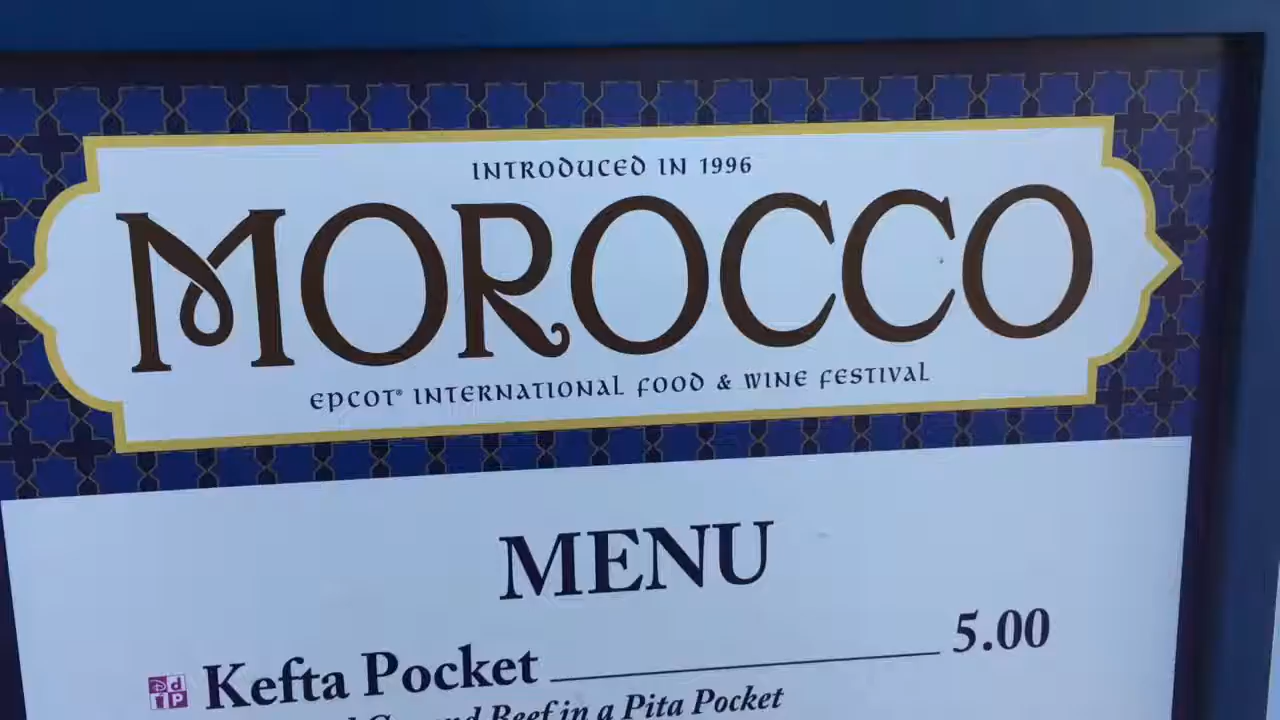 INTRODUCED IN 1996
MOROCCO
EPCOT® INTERNATIONAL FOOD & WINE FESTIVAL
MENU
Kefta Pocket 5.00
Beef in a Pita Pocket